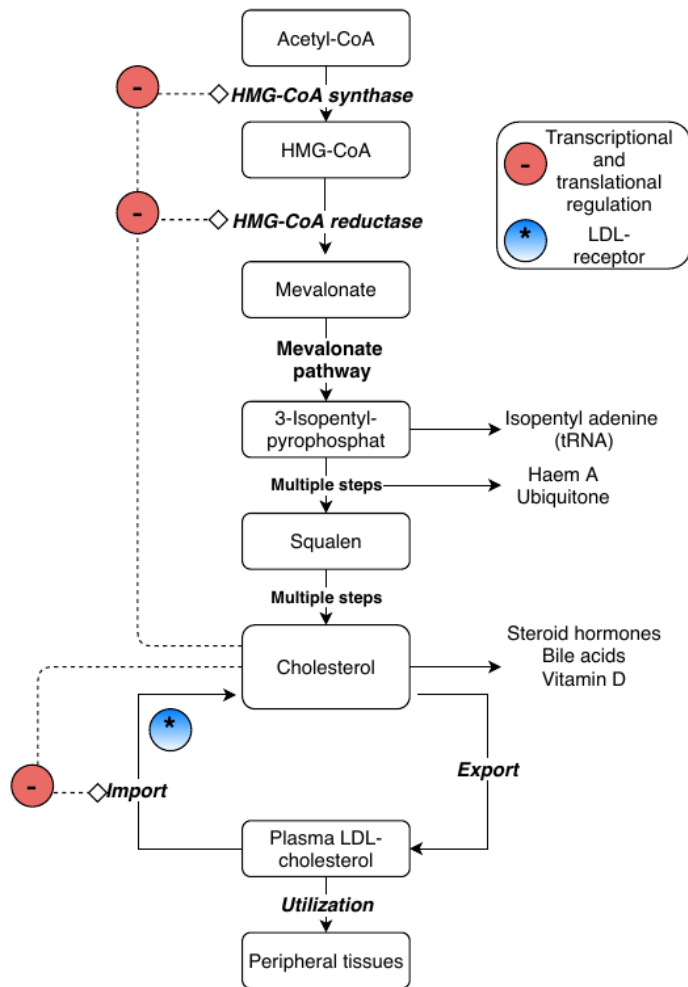 Acetyl-CoA
-
HMG-CoA synthase
HMG-CoA
-
Transcriptional
and
translational
regulation
*
LDL-
receptor
-
HMG-CoA reductase
Mevalonate
Mevalonate
pathway
3-Isopentyl-
pyrophosphat
Isopentyl adenine
(tRNA)
Multiple steps
Haem A
Ubiquitone
Squalen
Multiple steps
Cholesterol
Steroid hormones
Bile acids
Vitamin D
*
-
Import
Export
Plasma LDL-
cholesterol
Utilization
Peripheral tissues